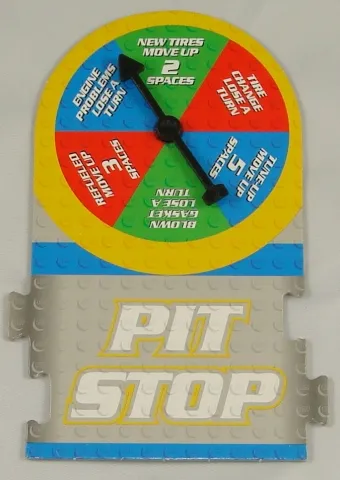 NEW TIRES
MOVE UP
2
SPACES
TIRE
CHANGE
LOSE A
TURN
TUNE-UP
MOVE UP
5
SPACES
BLOWN
GASKET
LOSE A
TURN
REFUELED
MOVE UP
3
SPACES
ENGINE
PROBLEMS
LOSE A
TURN
PIT
STOP